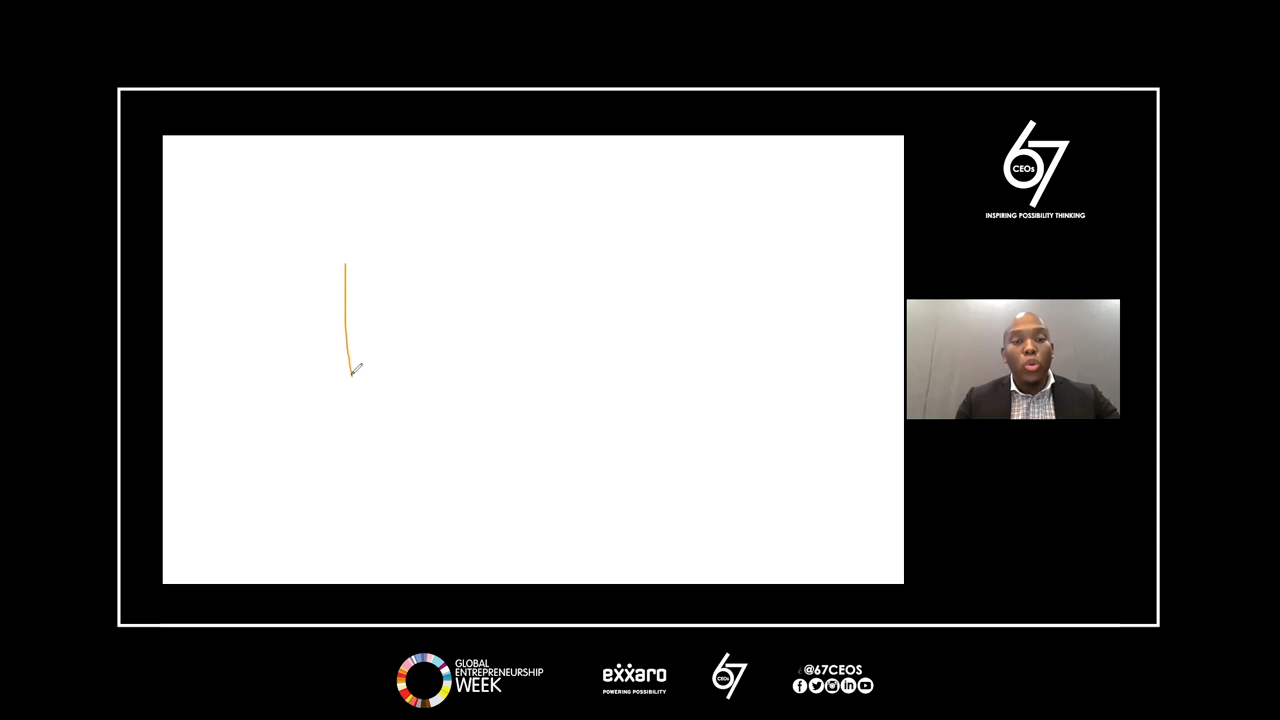 67
CEOs
INSPIRING POSSIBILITY THINKING
GLOBAL
ENTREPRENEURSHIP
WEEK
exxaro
POWERING POSSIBILITY
67
CEOs
@67CEOS